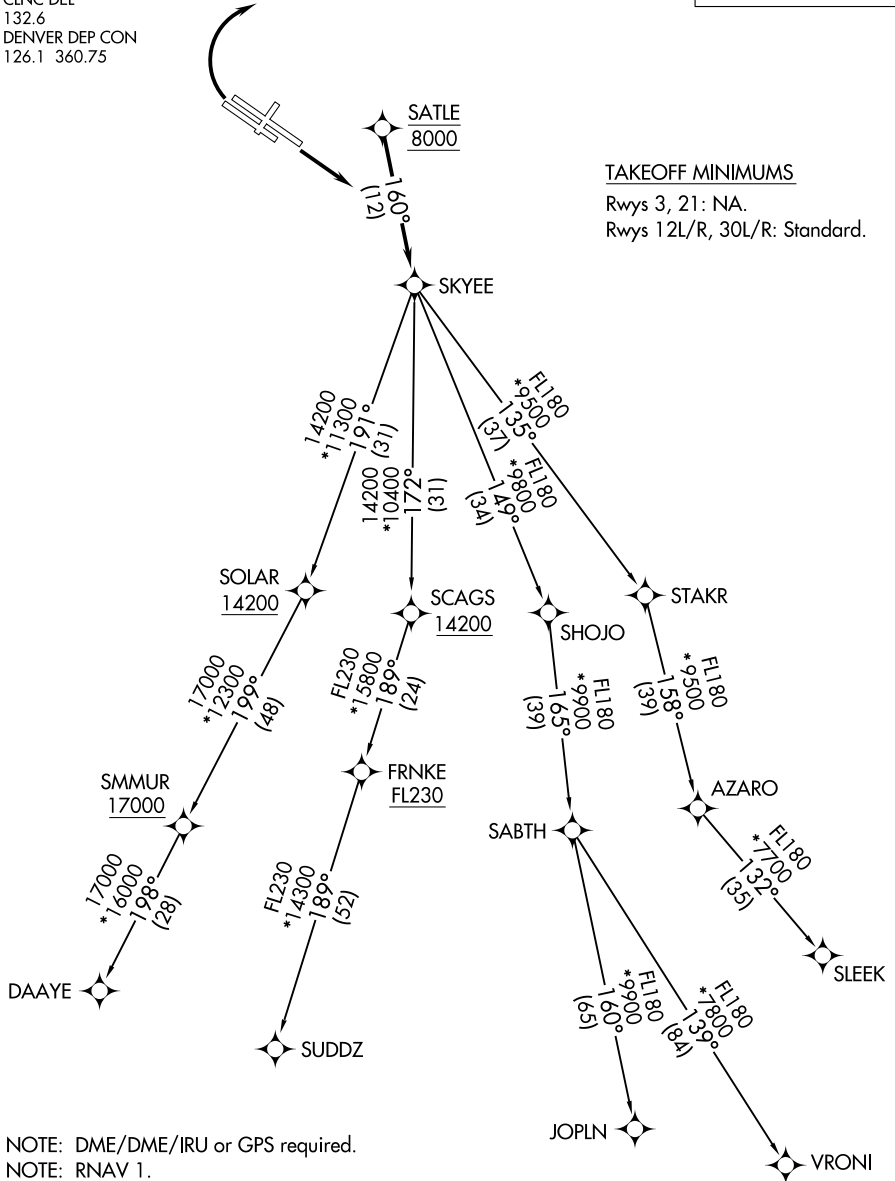 CLNC DEL
132.6
DENVER DEP CON
126.1 360.75
SATLE
8000
160°
(12)
TAKEOFF MINIMUMS
Rwys 3, 21: NA.
Rwys 12L/R, 30L/R: Standard.
SKYEE
14200
*11300
191°
(31)
14200
*10400
172°
(31)
FL180
*9800
149°
(34)
FL180
*9500
135°
(37)
SOLAR
14200
SCAGS
14200
SHOJO
STAKR
17000
*12300
199°
(48)
FL230
*15800
189°
(24)
FL180
*9900
165°
(39)
FL180
*9500
158°
(39)
SMMUR
17000
FRNKE
FL230
SABTH
AZARO
17000
*16000
198°
(28)
FL230
*14300
189°
(52)
FL180
*9900
160°
(65)
FL180
*7800
139°
(84)
FL180
*7700
132°
(35)
SLEEK
DAAYE
SUDDZ
JOPLN
VRONI
NOTE: DME/DME/IRU or GPS required.
NOTE: RNAV 1.